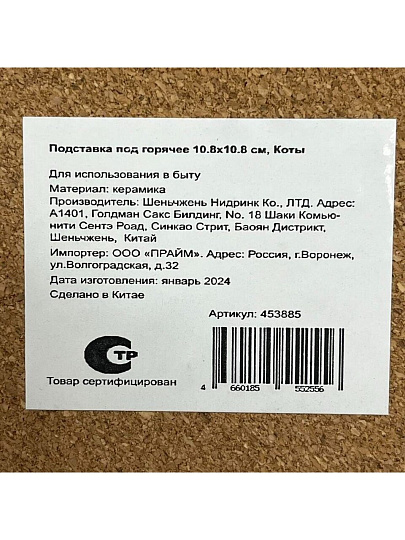 Подставка под горячее 10.8х10.8 см, Коты
Для использования в быту
Материал: керамика
Производитель: Шеньчжень Нидринк Ко., ЛТД. Адрес:
А1401, Голдман Сакс Билдинг, No. 18 Шаки Комью-
нити Сентэ Роад, Синкао Стрит, Баоян Дистрикт,
Шеньчжень, Китай
Импортер: ООО «ПРАЙМ». Адрес: Россия, г.Воронеж,
ул.Волгоградская, д.32
Дата изготовления: январь 2024
Сделано в Китае
Артикул: 453885
СТР
Товар сертифицирован
4 660185 552556